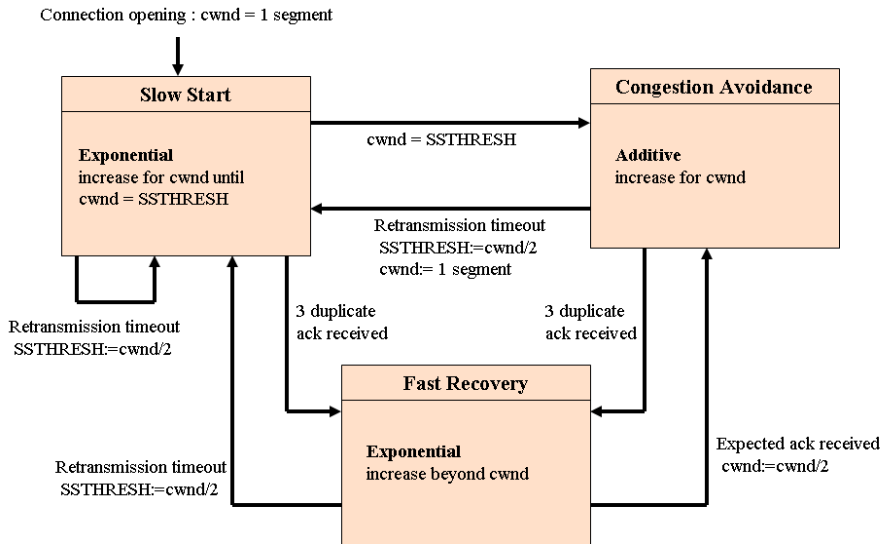 Connection opening : cwnd = 1 segment
Slow Start
Exponential
increase for cwnd until
cwnd = SSTHRESH
Congestion Avoidance
Additive
increase for cwnd
cwnd = SSTHRESH
Retransmission timeout
SSTHRESH:=cwnd/2
cwnd:= 1 segment
Retransmission timeout
SSTHRESH:=cwnd/2
3 duplicate
ack received
3 duplicate
ack received
Fast Recovery
Exponential
increase beyond cwnd
Retransmission timeout
SSTHRESH:=cwnd/2
Expected ack received
cwnd:=cwnd/2